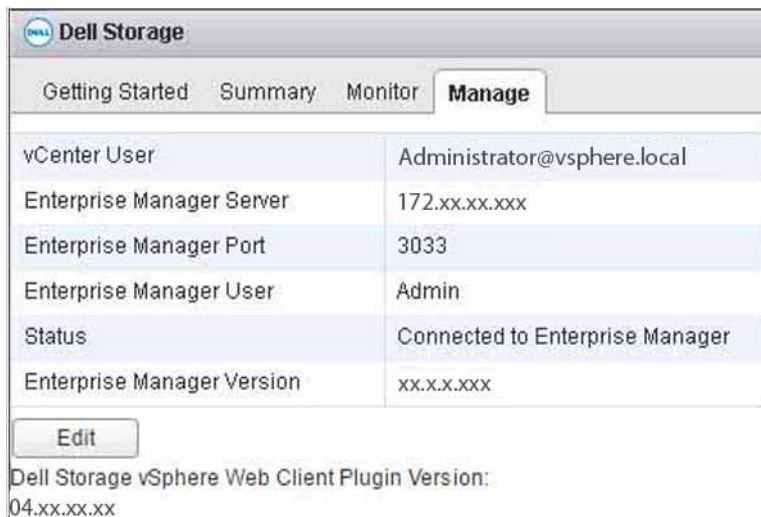 DELL Dell Storage
Getting Started Summary Monitor Manage
vCenter User Administrator@vsphere.local
Enterprise Manager Server 172.xx.xx.xxx
Enterprise Manager Port 3033
Enterprise Manager User Admin
Status Connected to Enterprise Manager
Enterprise Manager Version xx.x.x.xxx
Edit
Dell Storage vSphere Web Client Plugin Version:
04.xx.xx.xx